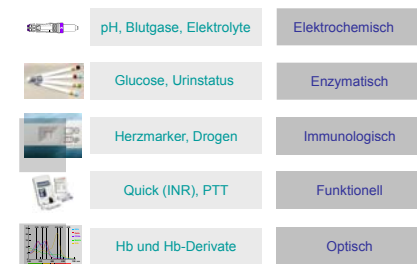 pH, Blutgase, Elektrolyte Elektrochemisch
Glucose, Urinstatus Enzymatisch
Herzmarker, Drogen Immunologisch
Quick (INR), PTT Funktionell
Hb und Hb-Derivate Optisch